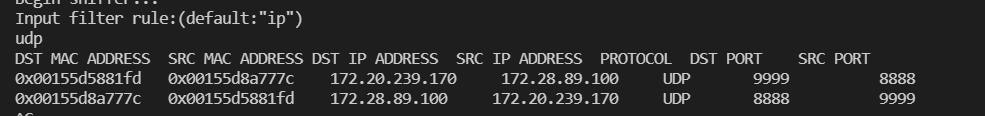 Begin sniffer...
Input filter rule:(default:"ip")
udp
DST MAC ADDRESS  SRC MAC ADDRESS DST IP ADDRESS  SRC IP ADDRESS  PROTOCOL  DST PORT     SRC PORT
0x00155d5881fd   0x00155d8a777c    172.20.239.170     172.28.89.100     UDP      9999          8888
0x00155d8a777c   0x00155d5881fd    172.28.89.100     172.20.239.170     UDP      8888          9999